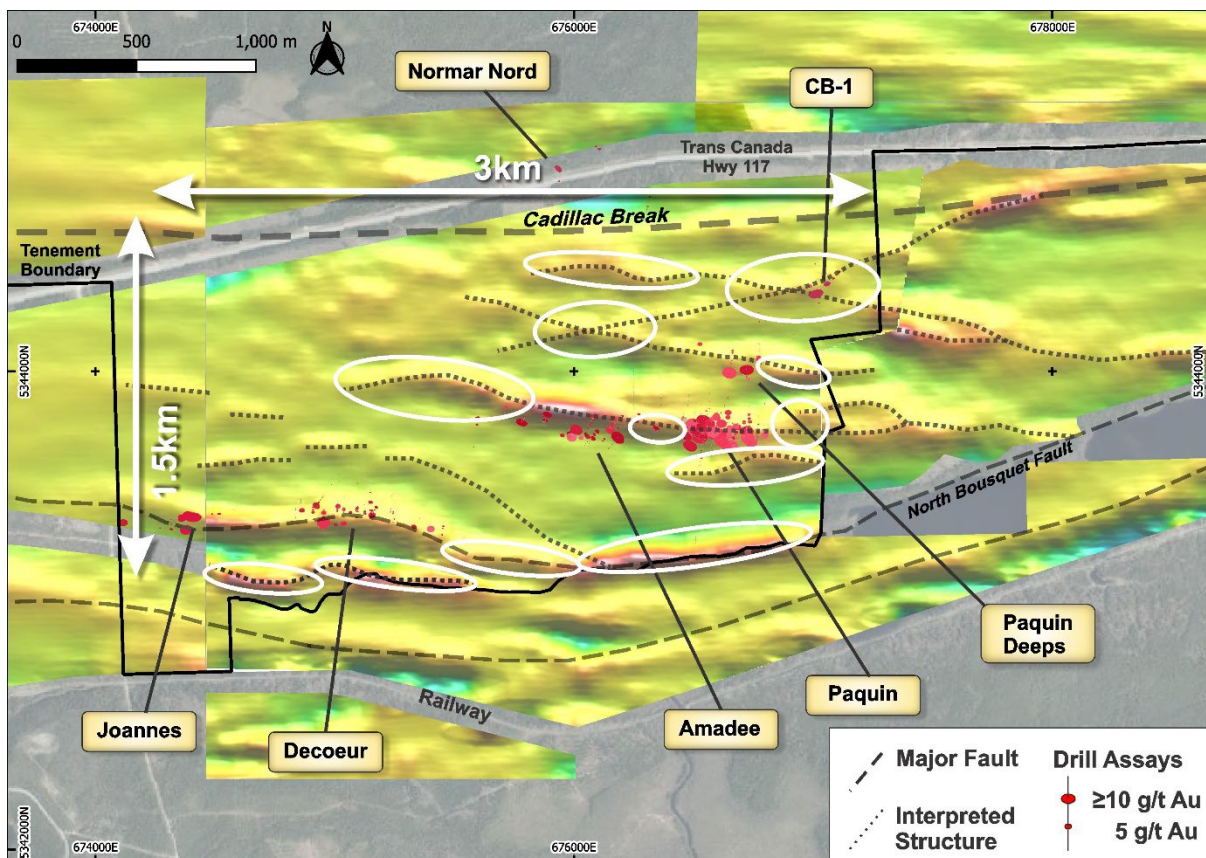 674000E
676000E
678000E
0
500
1,000 m
N
Normar Nord
CB-1
Trans Canada
Hwy 117
3km
Cadillac Break
Tenement
Boundary
5344000N
5344000N
1.5km
North Bousquet Fault
Paquin
Deeps
Paquin
Amadee
Joannes
Decoeur
Railway
Major Fault
Interpreted
Structure
Drill Assays
≥10 g/t Au
5 g/t Au
5342000N
674000E
676000E